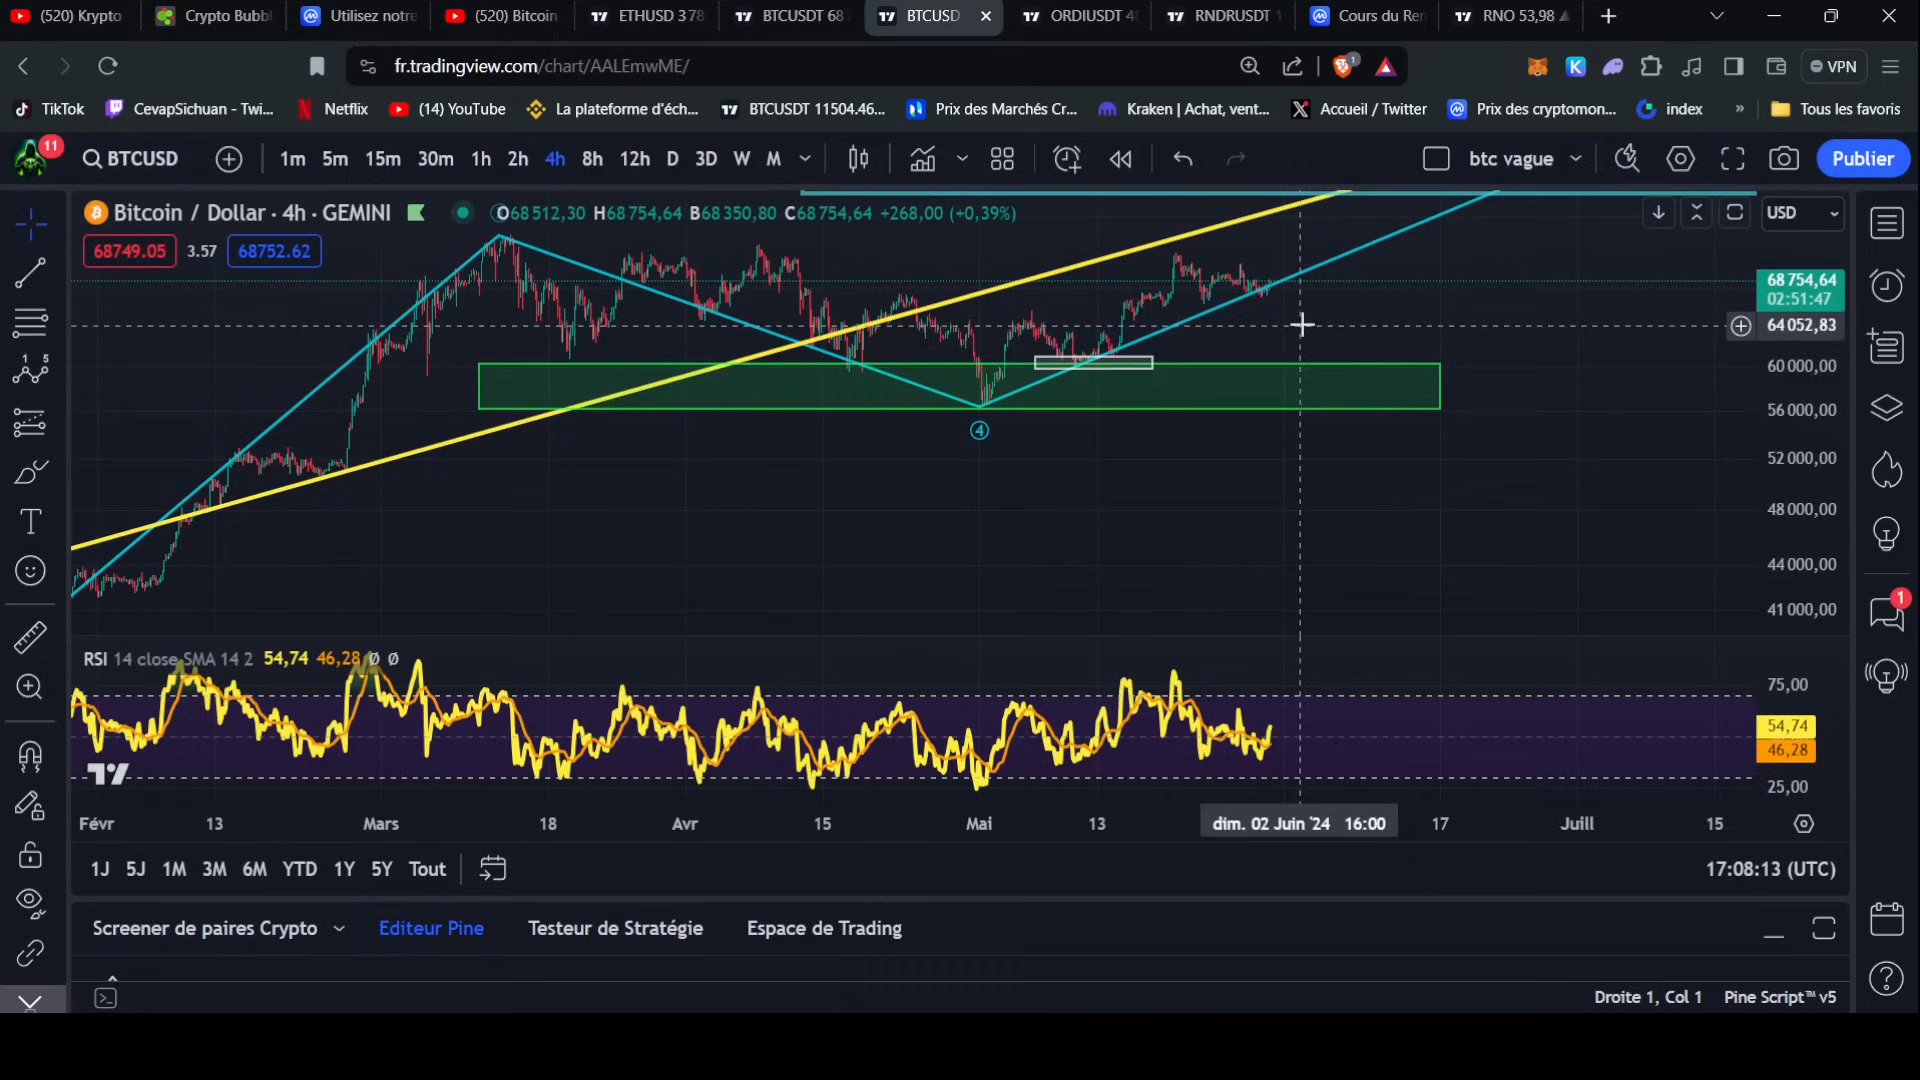 (520) Krypto
Crypto Bubbl
Utilisez notre
(520) Bitcoin
ETHUSD 3 78
BTCUSDT 68
BTCUSD
ORDIUSDT 48
RNDRUSDT 1
Cours du Ren
RNO 53,98
fr.tradingview.com/chart/AALEmwME/
1
VPN
TikTok
CevapSichuan - Twi...
Netflix
(14) YouTube
La plateforme d'éch...
BTCUSDT 11504.46...
Prix des Marchés Cr...
Kraken | Achat, vent...
Accueil / Twitter
Prix des cryptomon...
index
»
Tous les favoris
11
BTCUSD
1m 5m 15m 30m 1h 2h 4h 8h 12h D 3D W M
btc vague
Publier
Bitcoin / Dollar · 4h · GEMINI
O68 512,30 H68 754,64 B68 350,80 C68 754,64 +268,00 (+0,39%)
USD
68749.05 3.57 68752.62
68 754,64
02:51:47
64 052,83
60 000,00
56 000,00
4
52 000,00
48 000,00
44 000,00
41 000,00
RSI 14 close SMA 14 2 54,74 46,28 Ø Ø
75,00
54,74
46,28
25,00
Févr 13 Mars 18 Avr 15 Mai 13 dim. 02 Juin '24 16:00 17 Juill 15
1J 5J 1M 3M 6M YTD 1Y 5Y Tout
17:08:13 (UTC)
Screener de paires Crypto
Editeur Pine
Testeur de Stratégie
Espace de Trading
Droite 1, Col 1
Pine Script™ v5
1